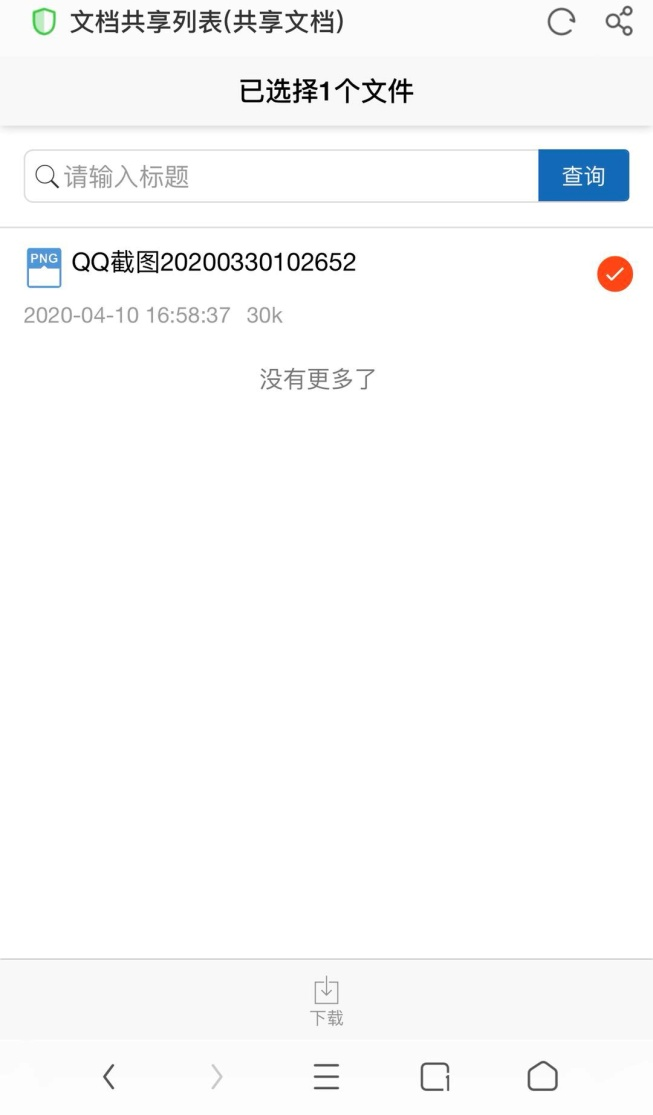 文档共享列表(共享文档)
已选择1个文件
请输入标题
查询
PNG
QQ截图20200330102652
2020-04-10 16:58:37 30k
没有更多了
下载